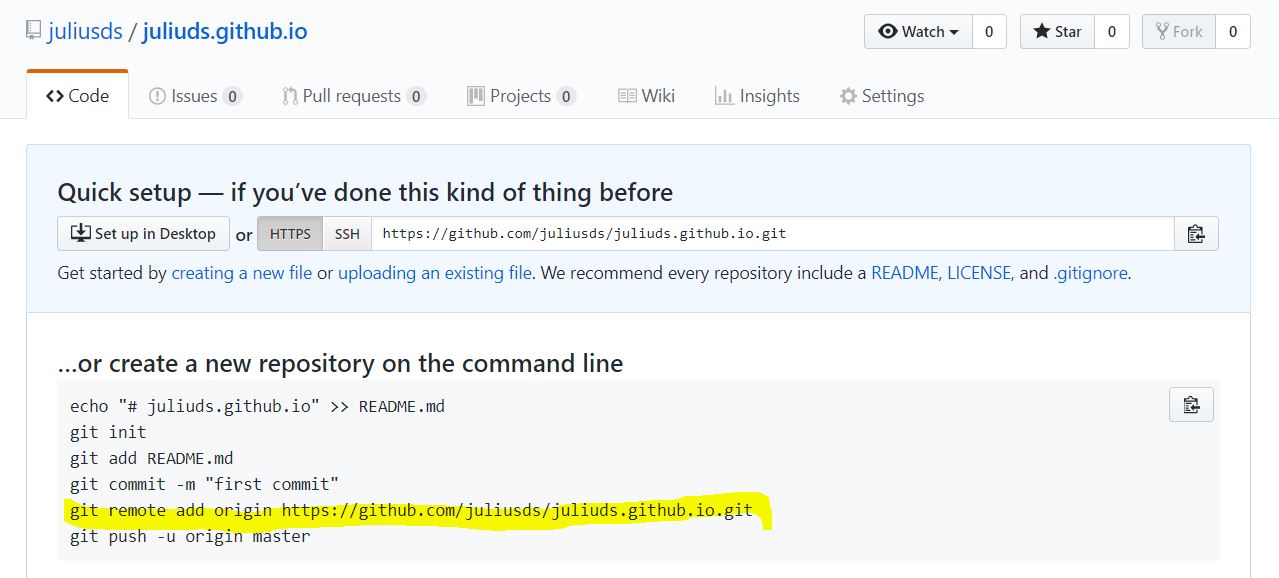 juliusds / juliuds.github.io
Watch 0 Star 0 Fork 0
Code Issues 0 Pull requests 0 Projects 0 Wiki Insights Settings
Quick setup — if you’ve done this kind of thing before
Set up in Desktop or HTTPS SSH https://github.com/juliusds/juliuds.github.io.git
Get started by creating a new file or uploading an existing file. We recommend every repository include a README, LICENSE, and .gitignore.
…or create a new repository on the command line
echo "# juliuds.github.io" >> README.md
git init
git add README.md
git commit -m "first commit"
git remote add origin https://github.com/juliusds/juliuds.github.io.git
git push -u origin master